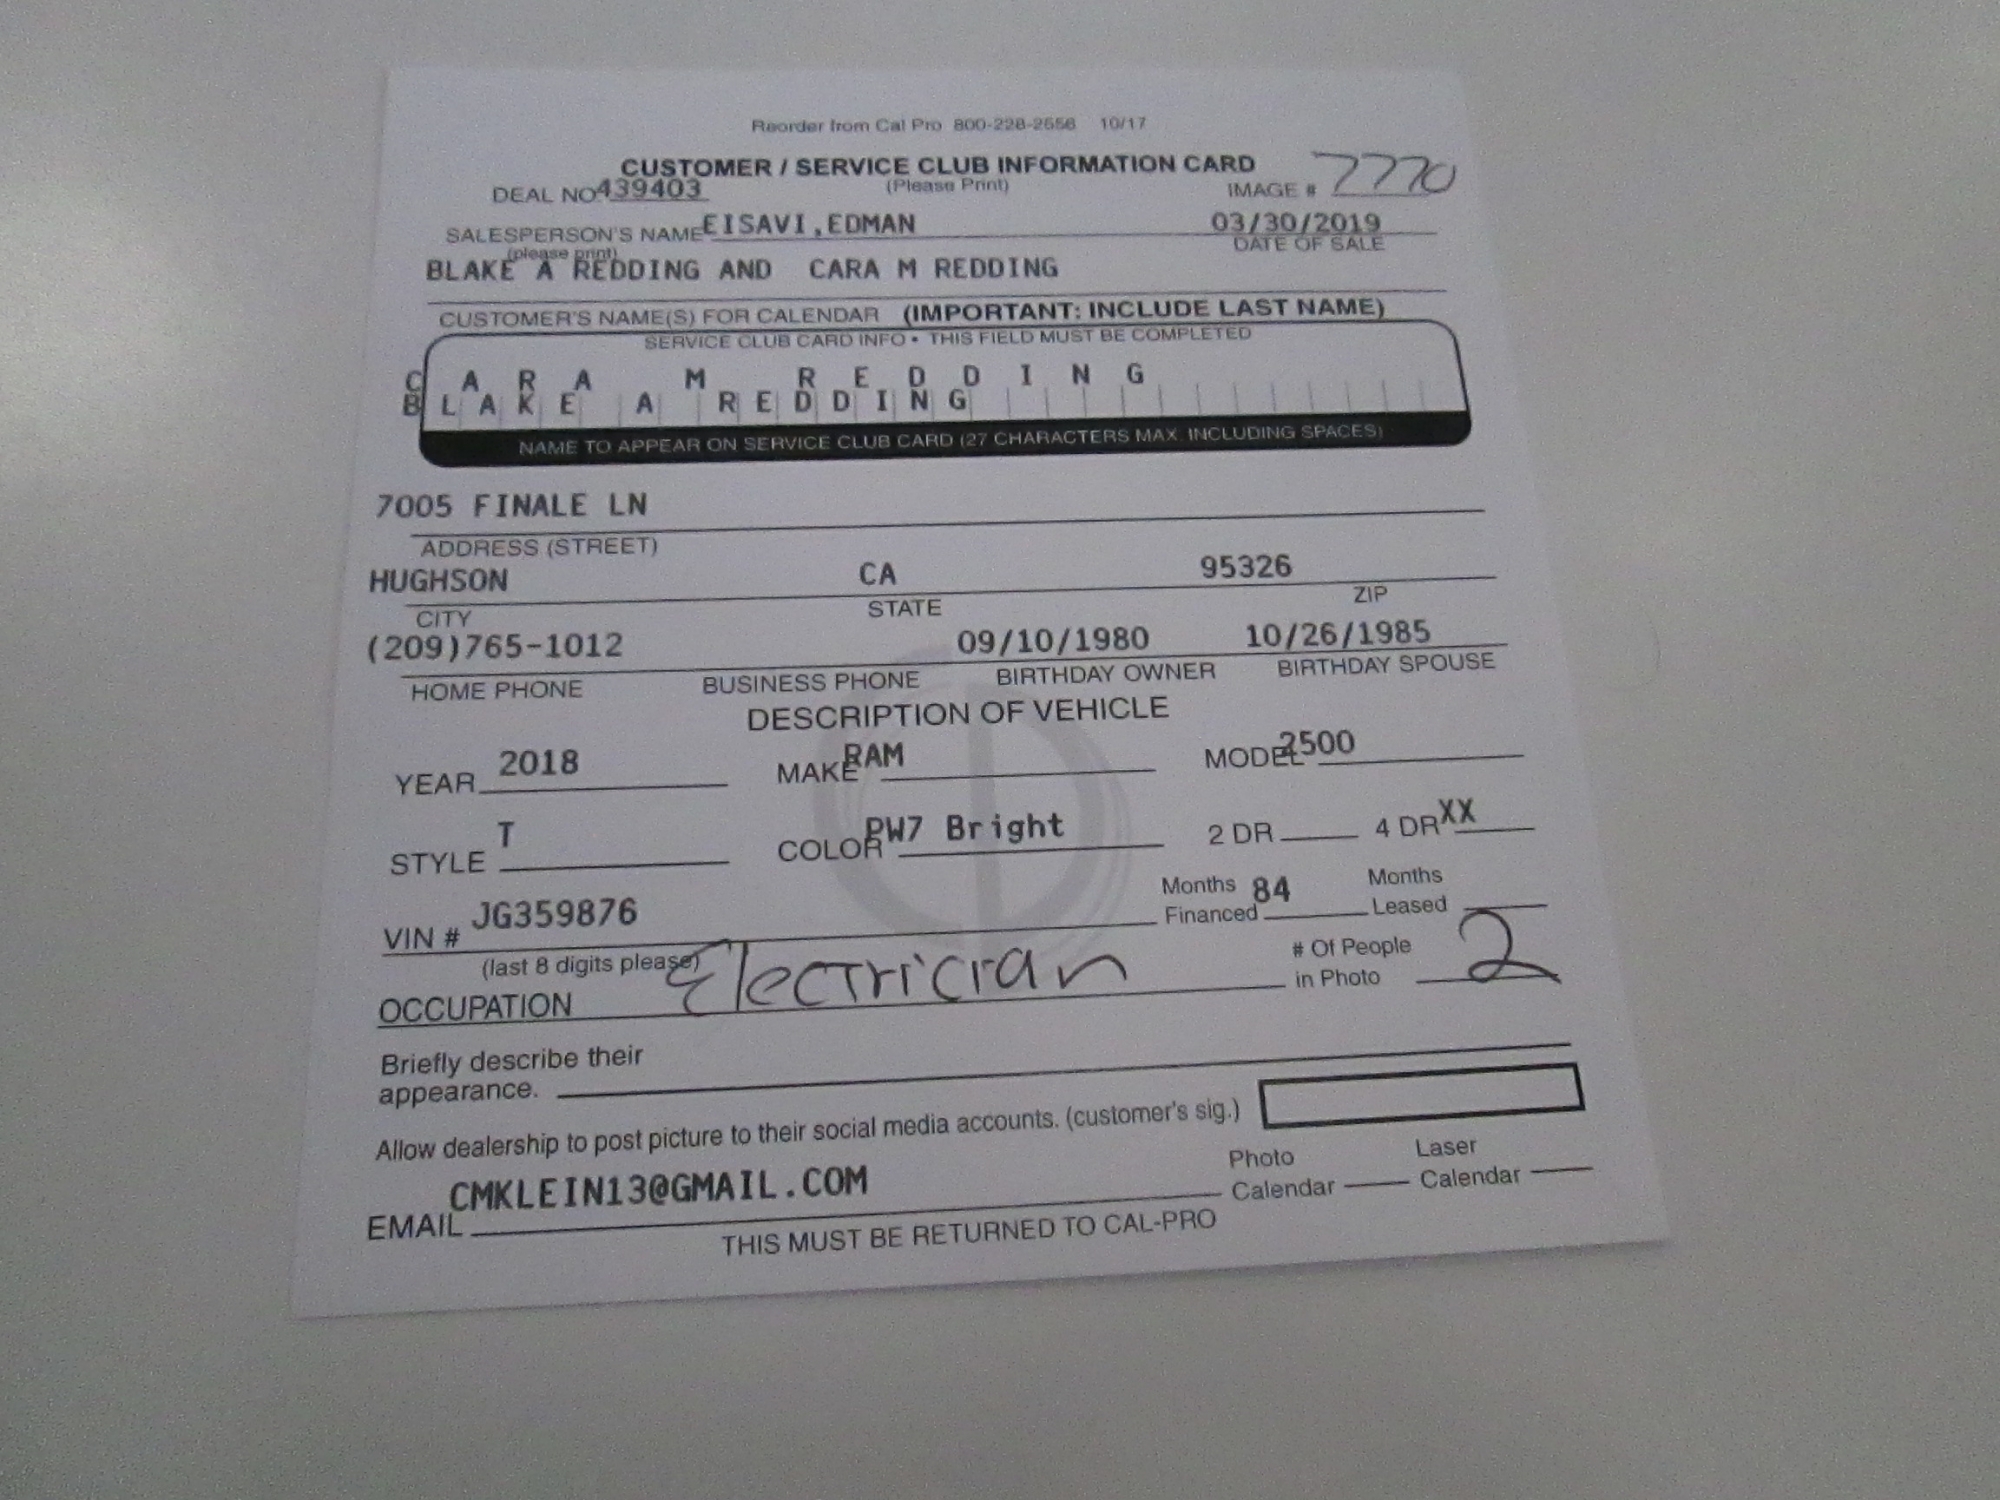 Reorder from Cal Pro 800-228-2656 10/17
CUSTOMER / SERVICE CLUB INFORMATION CARD
(Please Print)
DEAL NO 439403
IMAGE # 7770
SALESPERSON'S NAME EISAVI,EDMAN 03/30/2019
(please print) DATE OF SALE
BLAKE A REDDING AND CARA M REDDING
CUSTOMER'S NAME(S) FOR CALENDAR (IMPORTANT: INCLUDE LAST NAME)
SERVICE CLUB CARD INFO • THIS FIELD MUST BE COMPLETED
CARA M REDDING
BLAKE A REDDING
NAME TO APPEAR ON SERVICE CLUB CARD (27 CHARACTERS MAX. INCLUDING SPACES)
7005 FINALE LN
ADDRESS (STREET)
HUGHSON CA 95326
CITY STATE ZIP
(209)765-1012 09/10/1980 10/26/1985
HOME PHONE BUSINESS PHONE BIRTHDAY OWNER BIRTHDAY SPOUSE
DESCRIPTION OF VEHICLE
YEAR 2018 MAKE RAM MODEL 2500
STYLE T COLOR PW7 Bright 2 DR 4 DR XX
VIN # JG359876 Months Financed 84 Months Leased
(last 8 digits please)
OCCUPATION Electrician # Of People in Photo 2
Briefly describe their
appearance.
Allow dealership to post picture to their social media accounts. (customer's sig.)
EMAIL CMKLEIN13@GMAIL.COM Photo Calendar Laser Calendar
THIS MUST BE RETURNED TO CAL-PRO